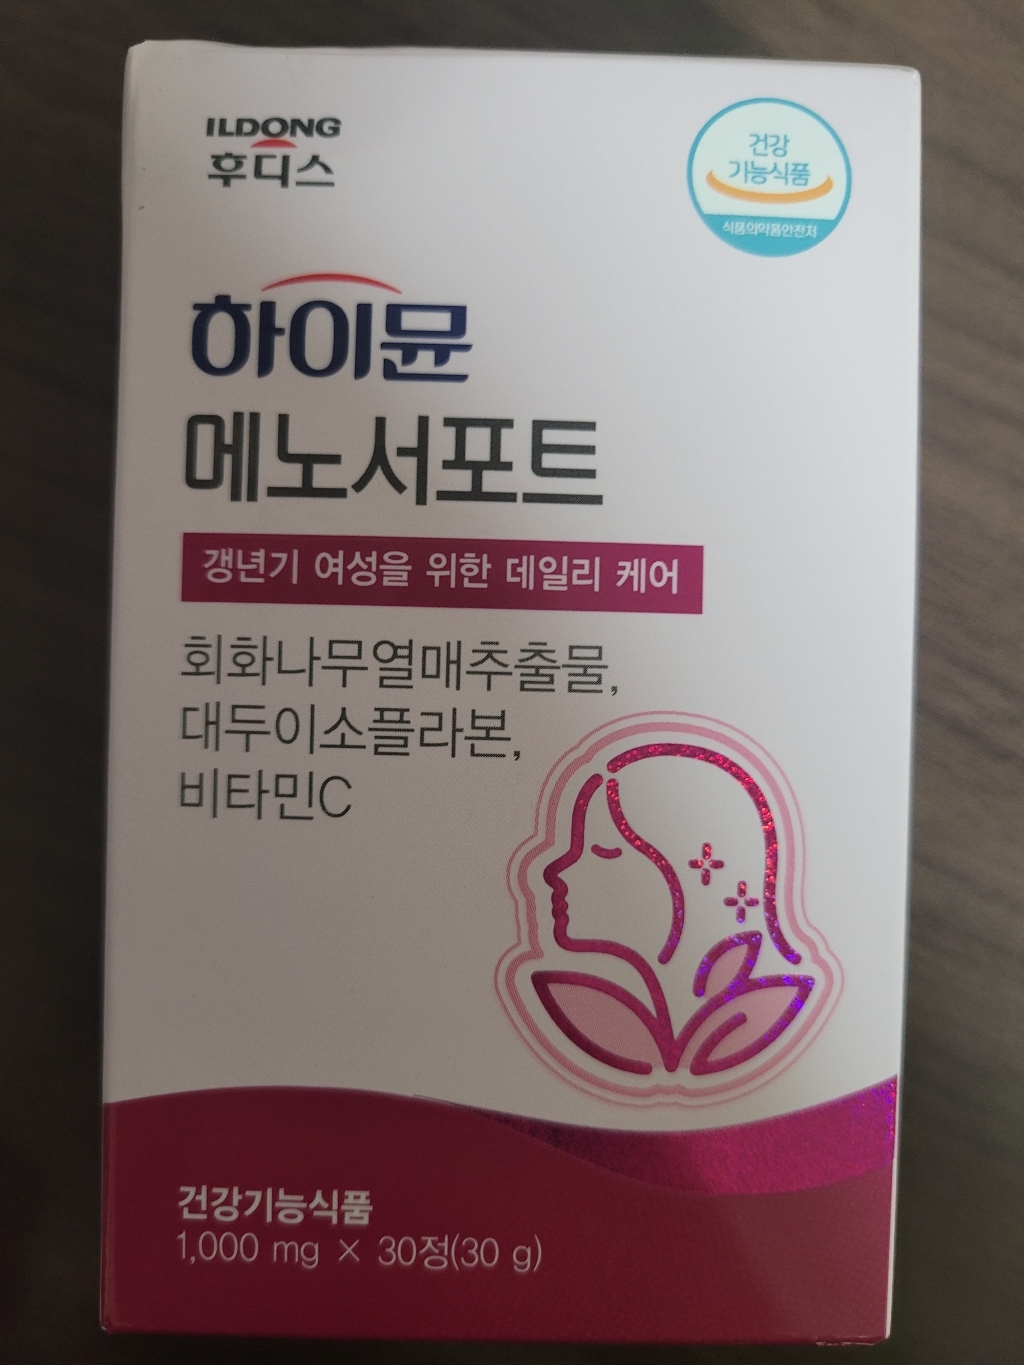 ILDONG
후디스
건강
기능식품
식품의약품안전처
하이뮨
메노서포트
갱년기 여성을 위한 데일리 케어
회화나무열매추출물,
대두이소플라본,
비타민C
건강기능식품
1,000 mg × 30정(30 g)